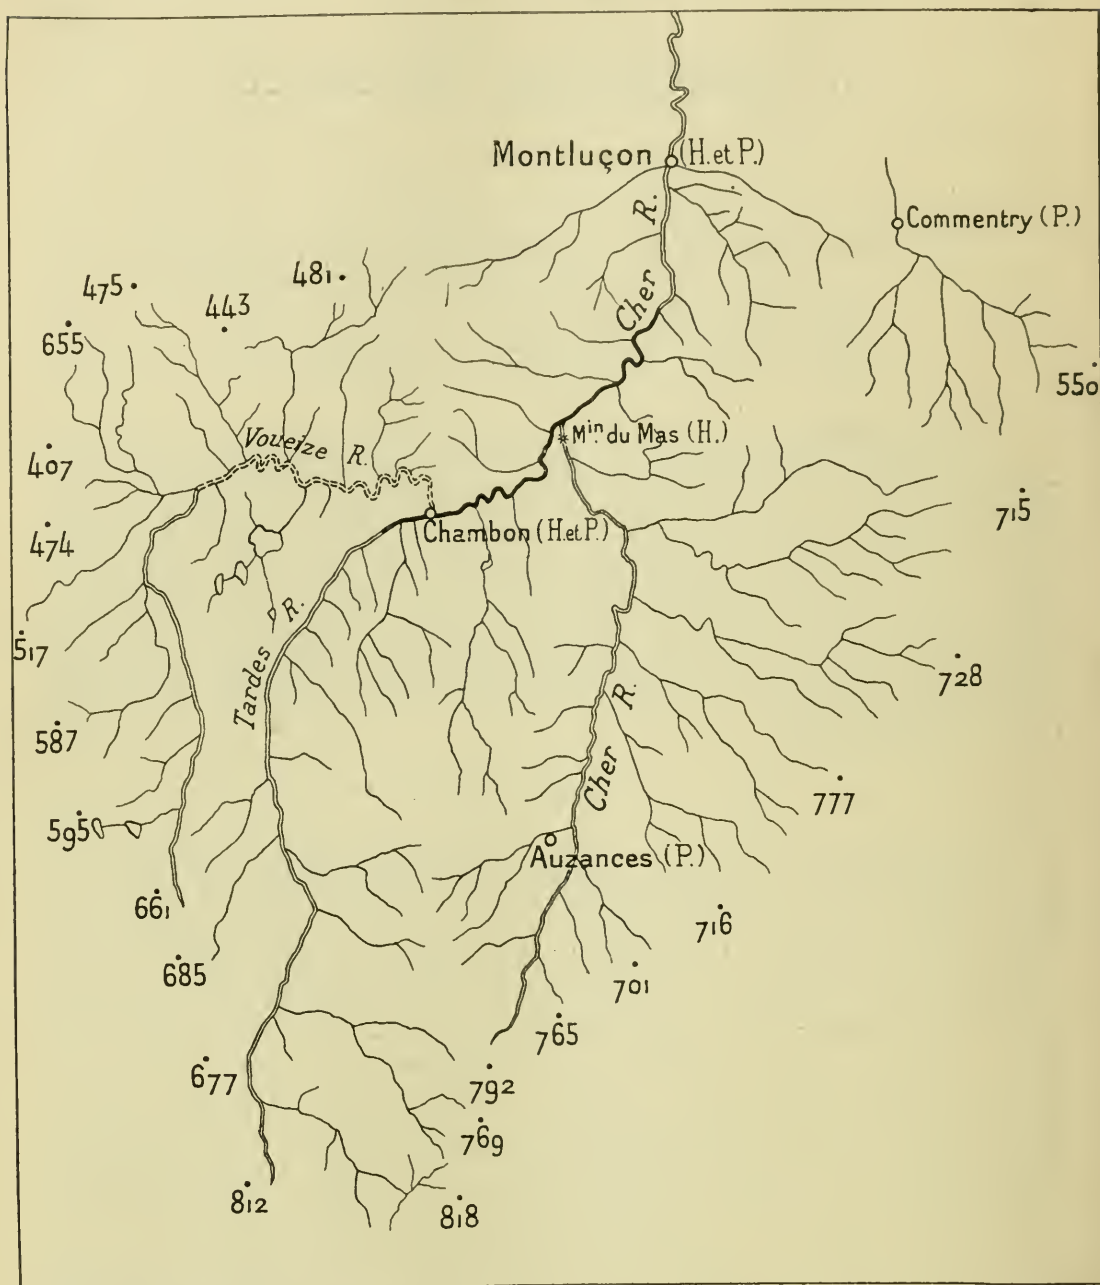 Montluçon (H. et P.)
R.
Commentry (P.)
Cher
481
475
443
655
550
Min. du Mas (H.)
Voueize R.
407
715
474
Chambon (H. et P.)
R.
517
Tardes
728
R.
587
Cher
777
595
Auzances (P.)
661
716
685
701
765
677
792
769
812
818